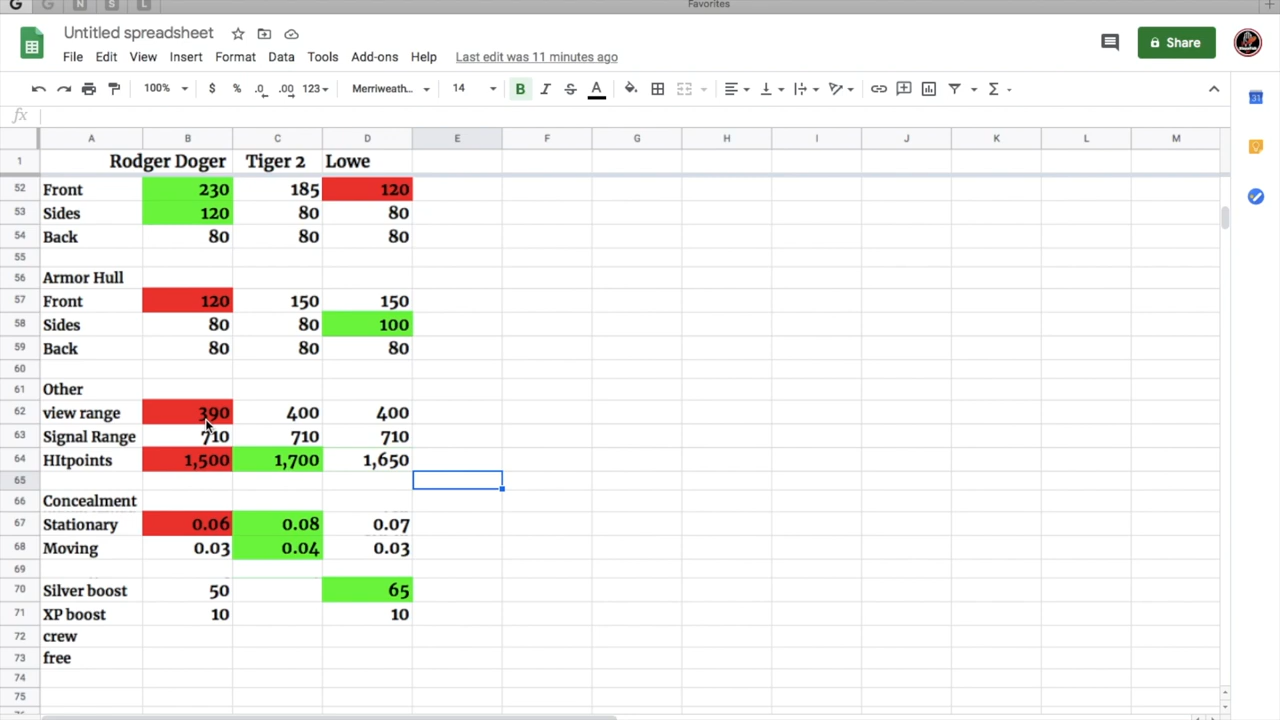 G G N S L Favorites
Untitled spreadsheet
File Edit View Insert Format Data Tools Add-ons Help Last edit was 11 minutes ago
Share
100% $ % .0 .00 123 Merriweath... 14 B I S A Σ
31
fx
A B C D E F G H I J K L M
1 Rodger Doger Tiger 2 Lowe
52 Front 230 185 120
53 Sides 120 80 80
54 Back 80 80 80
55
56 Armor Hull
57 Front 120 150 150
58 Sides 80 80 100
59 Back 80 80 80
60
61 Other
62 view range 390 400 400
63 Signal Range 710 710 710
64 HItpoints 1,500 1,700 1,650
65
66 Concealment
67 Stationary 0.06 0.08 0.07
68 Moving 0.03 0.04 0.03
69
70 Silver boost 50 65
71 XP boost 10 10
72 crew
73 free
74
75